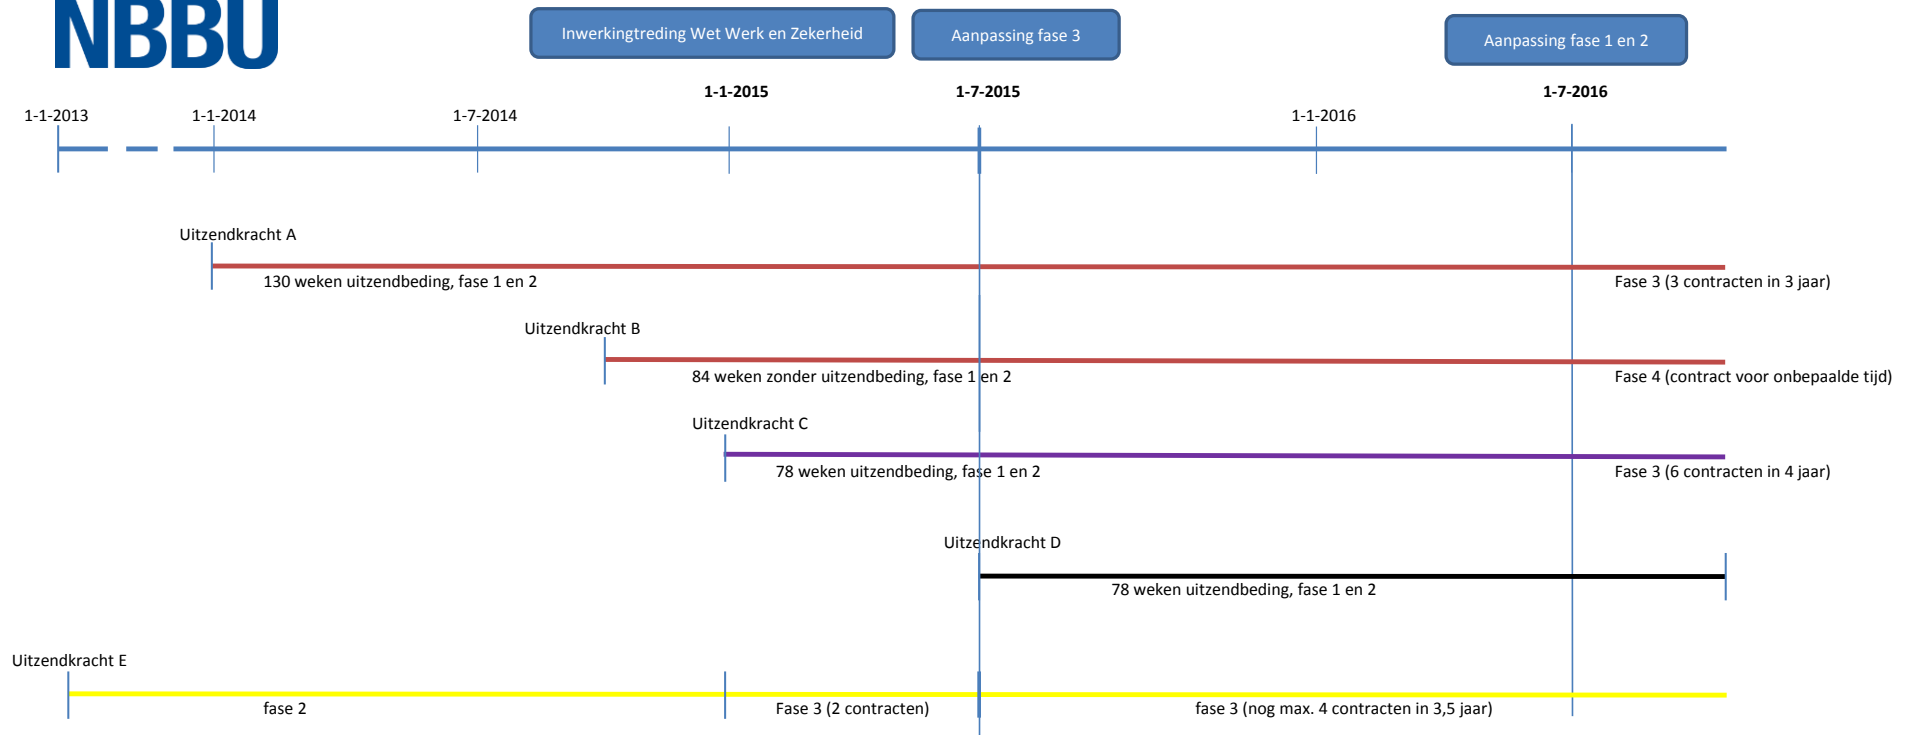 NBBU
Inwerkingtreding Wet Werk en Zekerheid
Aanpassing fase 3
Aanpassing fase 1 en 2
1-1-2015
1-7-2015
1-7-2016
1-1-2013
1-1-2014
1-7-2014
1-1-2016
Uitzendkracht A
130 weken uitzendbeding, fase 1 en 2
Fase 3 (3 contracten in 3 jaar)
Uitzendkracht B
84 weken zonder uitzendbeding, fase 1 en 2
Fase 4 (contract voor onbepaalde tijd)
Uitzendkracht C
78 weken uitzendbeding, fase 1 en 2
Fase 3 (6 contracten in 4 jaar)
Uitzendkracht D
78 weken uitzendbeding, fase 1 en 2
Uitzendkracht E
fase 2
Fase 3 (2 contracten)
fase 3 (nog max. 4 contracten in 3,5 jaar)